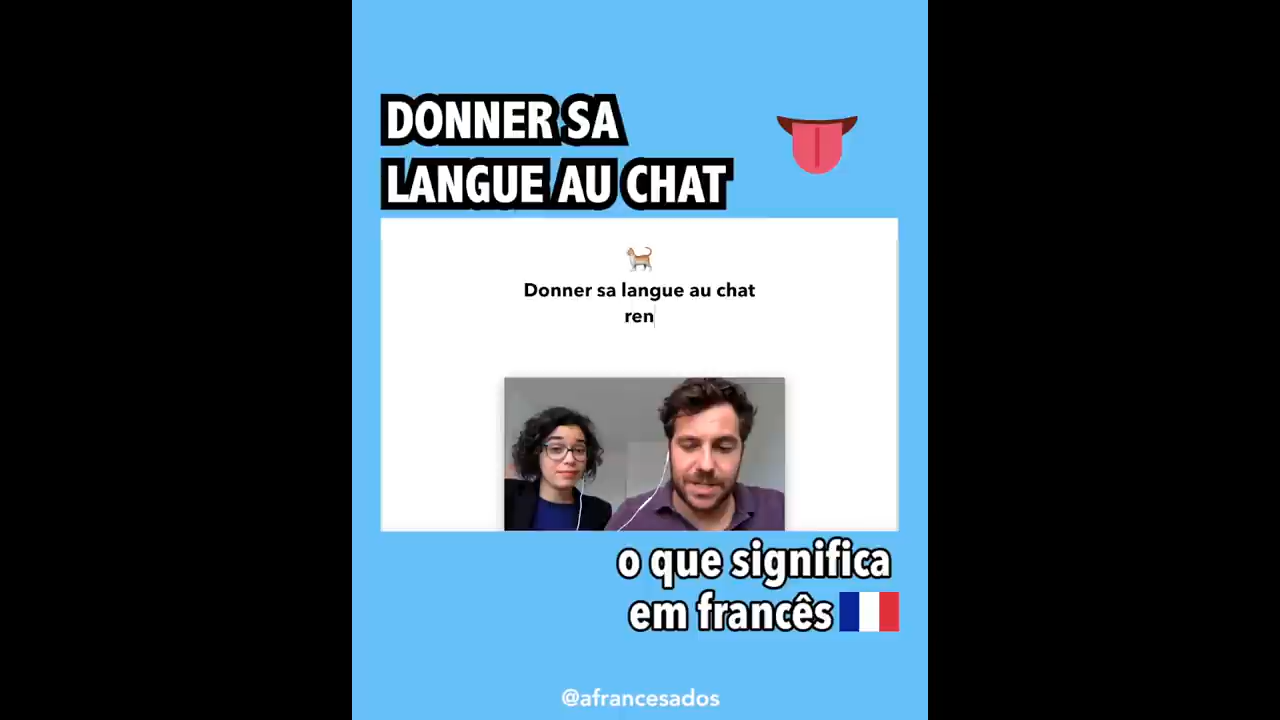 DONNER SA
LANGUE AU CHAT
Donner sa langue au chat
ren
o que significa
em francês
@afrancesados